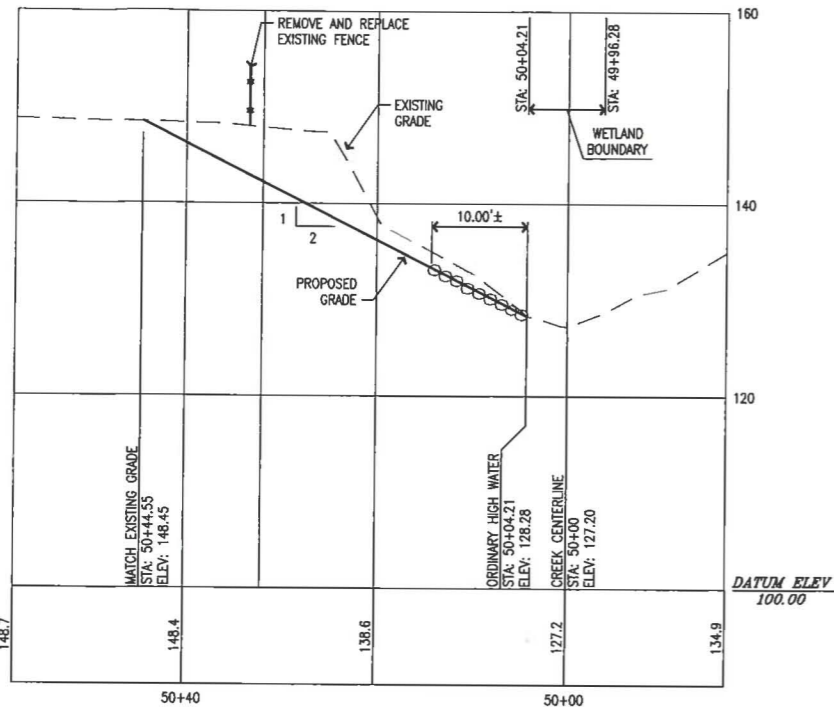 160
REMOVE AND REPLACE
EXISTING FENCE
STA: 50+04.21
STA: 49+96.28
EXISTING
GRADE
WETLAND
BOUNDARY
140
10.00'±
1
2
PROPOSED
GRADE
120
MATCH EXISTING GRADE
STA: 50+44.55
ELEV: 148.45
ORDINARY HIGH WATER
STA: 50+04.21
ELEV: 128.28
CREEK CENTERLINE
STA: 50+00
ELEV: 127.20
DATUM ELEV
100.00
148.7
148.4
138.6
127.2
134.9
50+40
50+00